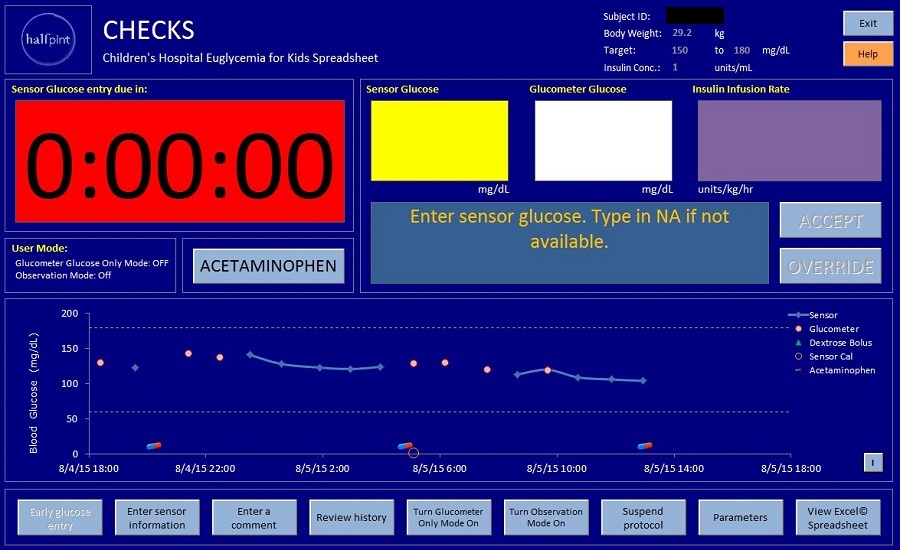 halfpint
CHECKS
Children's Hospital Euglycemia for Kids Spreadsheet
Subject ID:
Body Weight: 29.2 kg
Target: 150 to 180 mg/dL
Insulin Conc.: 1 units/mL
Exit
Help
Sensor Glucose entry due in:
0:00:00
Sensor Glucose
Glucometer Glucose
Insulin Infusion Rate
mg/dL
mg/dL
units/kg/hr
Enter sensor glucose. Type in NA if not
available.
ACCEPT
OVERRIDE
User Mode:
Glucometer Glucose Only Mode: OFF
Observation Mode: Off
ACETAMINOPHEN
Blood Glucose (mg/dL)
200
150
100
50
0
8/4/15 18:00
8/4/15 22:00
8/5/15 2:00
8/5/15 6:00
8/5/15 10:00
8/5/15 14:00
8/5/15 18:00
Sensor
Glucometer
Dextrose Bolus
Sensor Cal
Acetaminophen
I
Early glucose
entry
Enter sensor
information
Enter a
comment
Review history
Turn Glucometer
Only Mode On
Turn Observation
Mode On
Suspend
protocol
Parameters
View Excel©
Spreadsheet